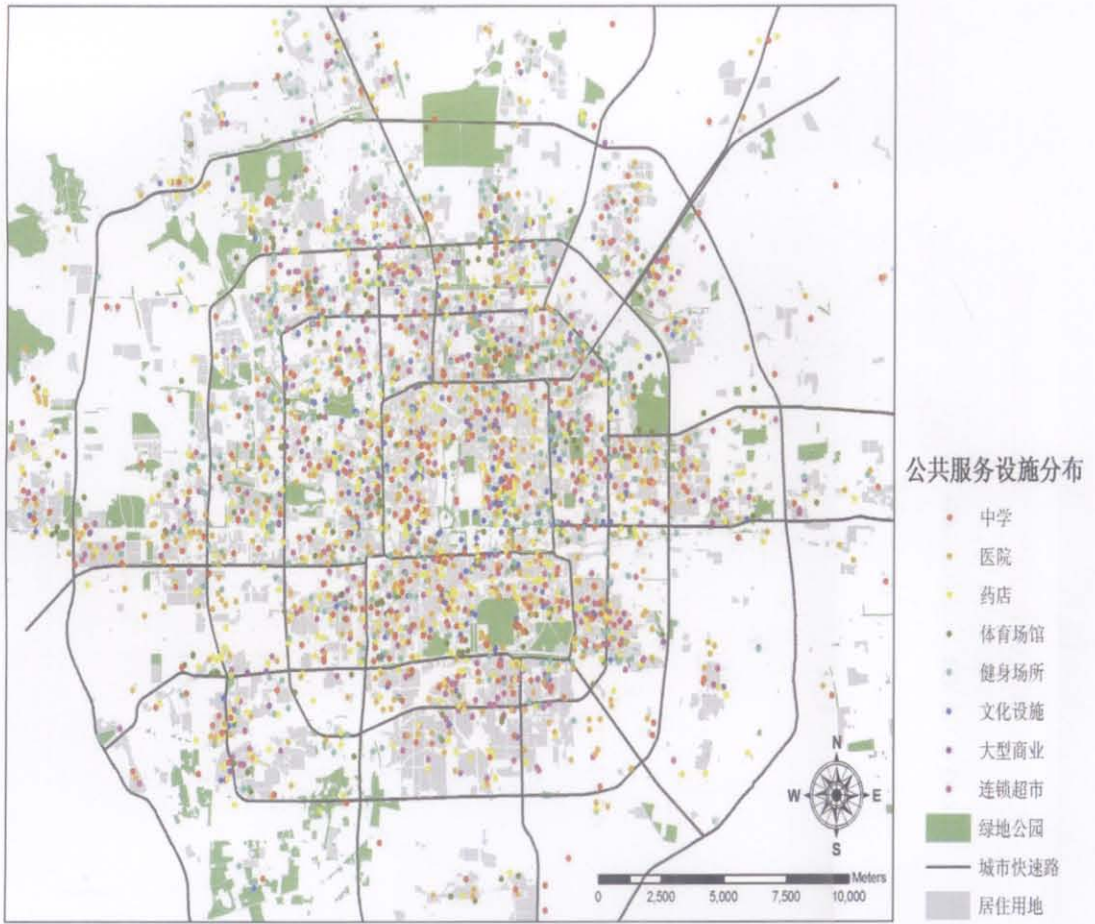 公共服务设施分布
中学
医院
药店
体育场馆
健身场所
文化设施
大型商业
连锁超市
绿地公园
城市快速路
居住用地
N
W E
S
Meters
0 2,500 5,000 7,500 10,000